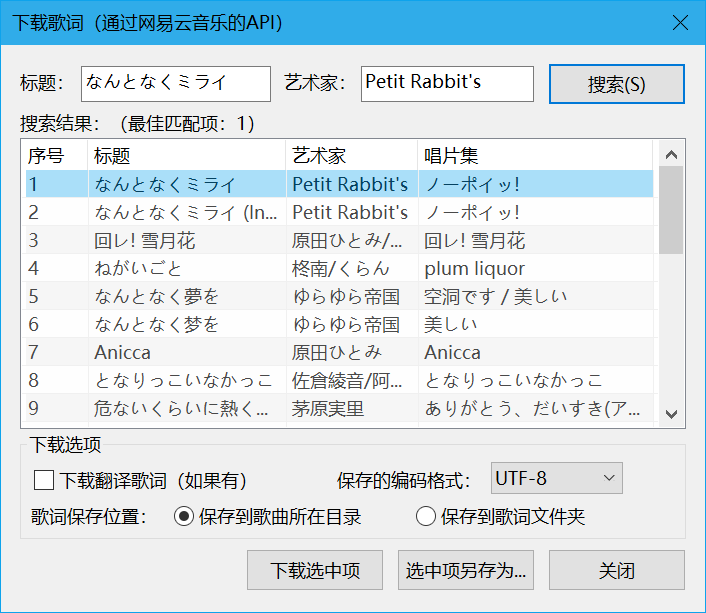 下载歌词（通过网易云音乐的API）
标题： なんとなくミライ 艺术家： Petit Rabbit's 搜索(S)
搜索结果：（最佳匹配项：1）
序号 标题 艺术家 唱片集
1 なんとなくミライ Petit Rabbit's ノーポイッ!
2 なんとなくミライ (In... Petit Rabbit's ノーポイッ!
3 回レ! 雪月花 原田ひとみ/... 回レ! 雪月花
4 ねがいごと 柊南/くらん plum liquor
5 なんとなく夢を ゆらゆら帝国 空洞です / 美しい
6 なんとなく梦を ゆらゆら帝国 美しい
7 Anicca 原田ひとみ Anicca
8 となりっこいなかっこ 佐倉綾音/阿... となりっこいなかっこ
9 危ないくらいに熱く... 茅原実里 ありがとう、だいすき(ア...
下载选项
下载翻译歌词（如果有） 保存的编码格式： UTF-8
歌词保存位置： 保存到歌曲所在目录 保存到歌词文件夹
下载选中项 选中项另存为... 关闭